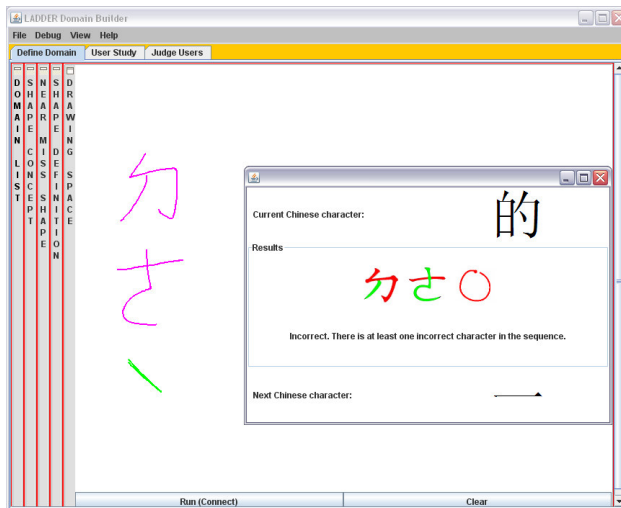 LADDER Domain Builder
File Debug View Help
Define Domain User Study Judge Users
DOMAIN LIST
SHAPE CONCEPT
NEAR MISS SHAPE
SHAPE DEFINITION
DRAWING SPACE
ㄉ
ㄜ
ˋ
Current Chinese character: 的
Results
ㄉㄜ
Incorrect. There is at least one incorrect character in the sequence.
Next Chinese character: 一
Run (Connect) Clear